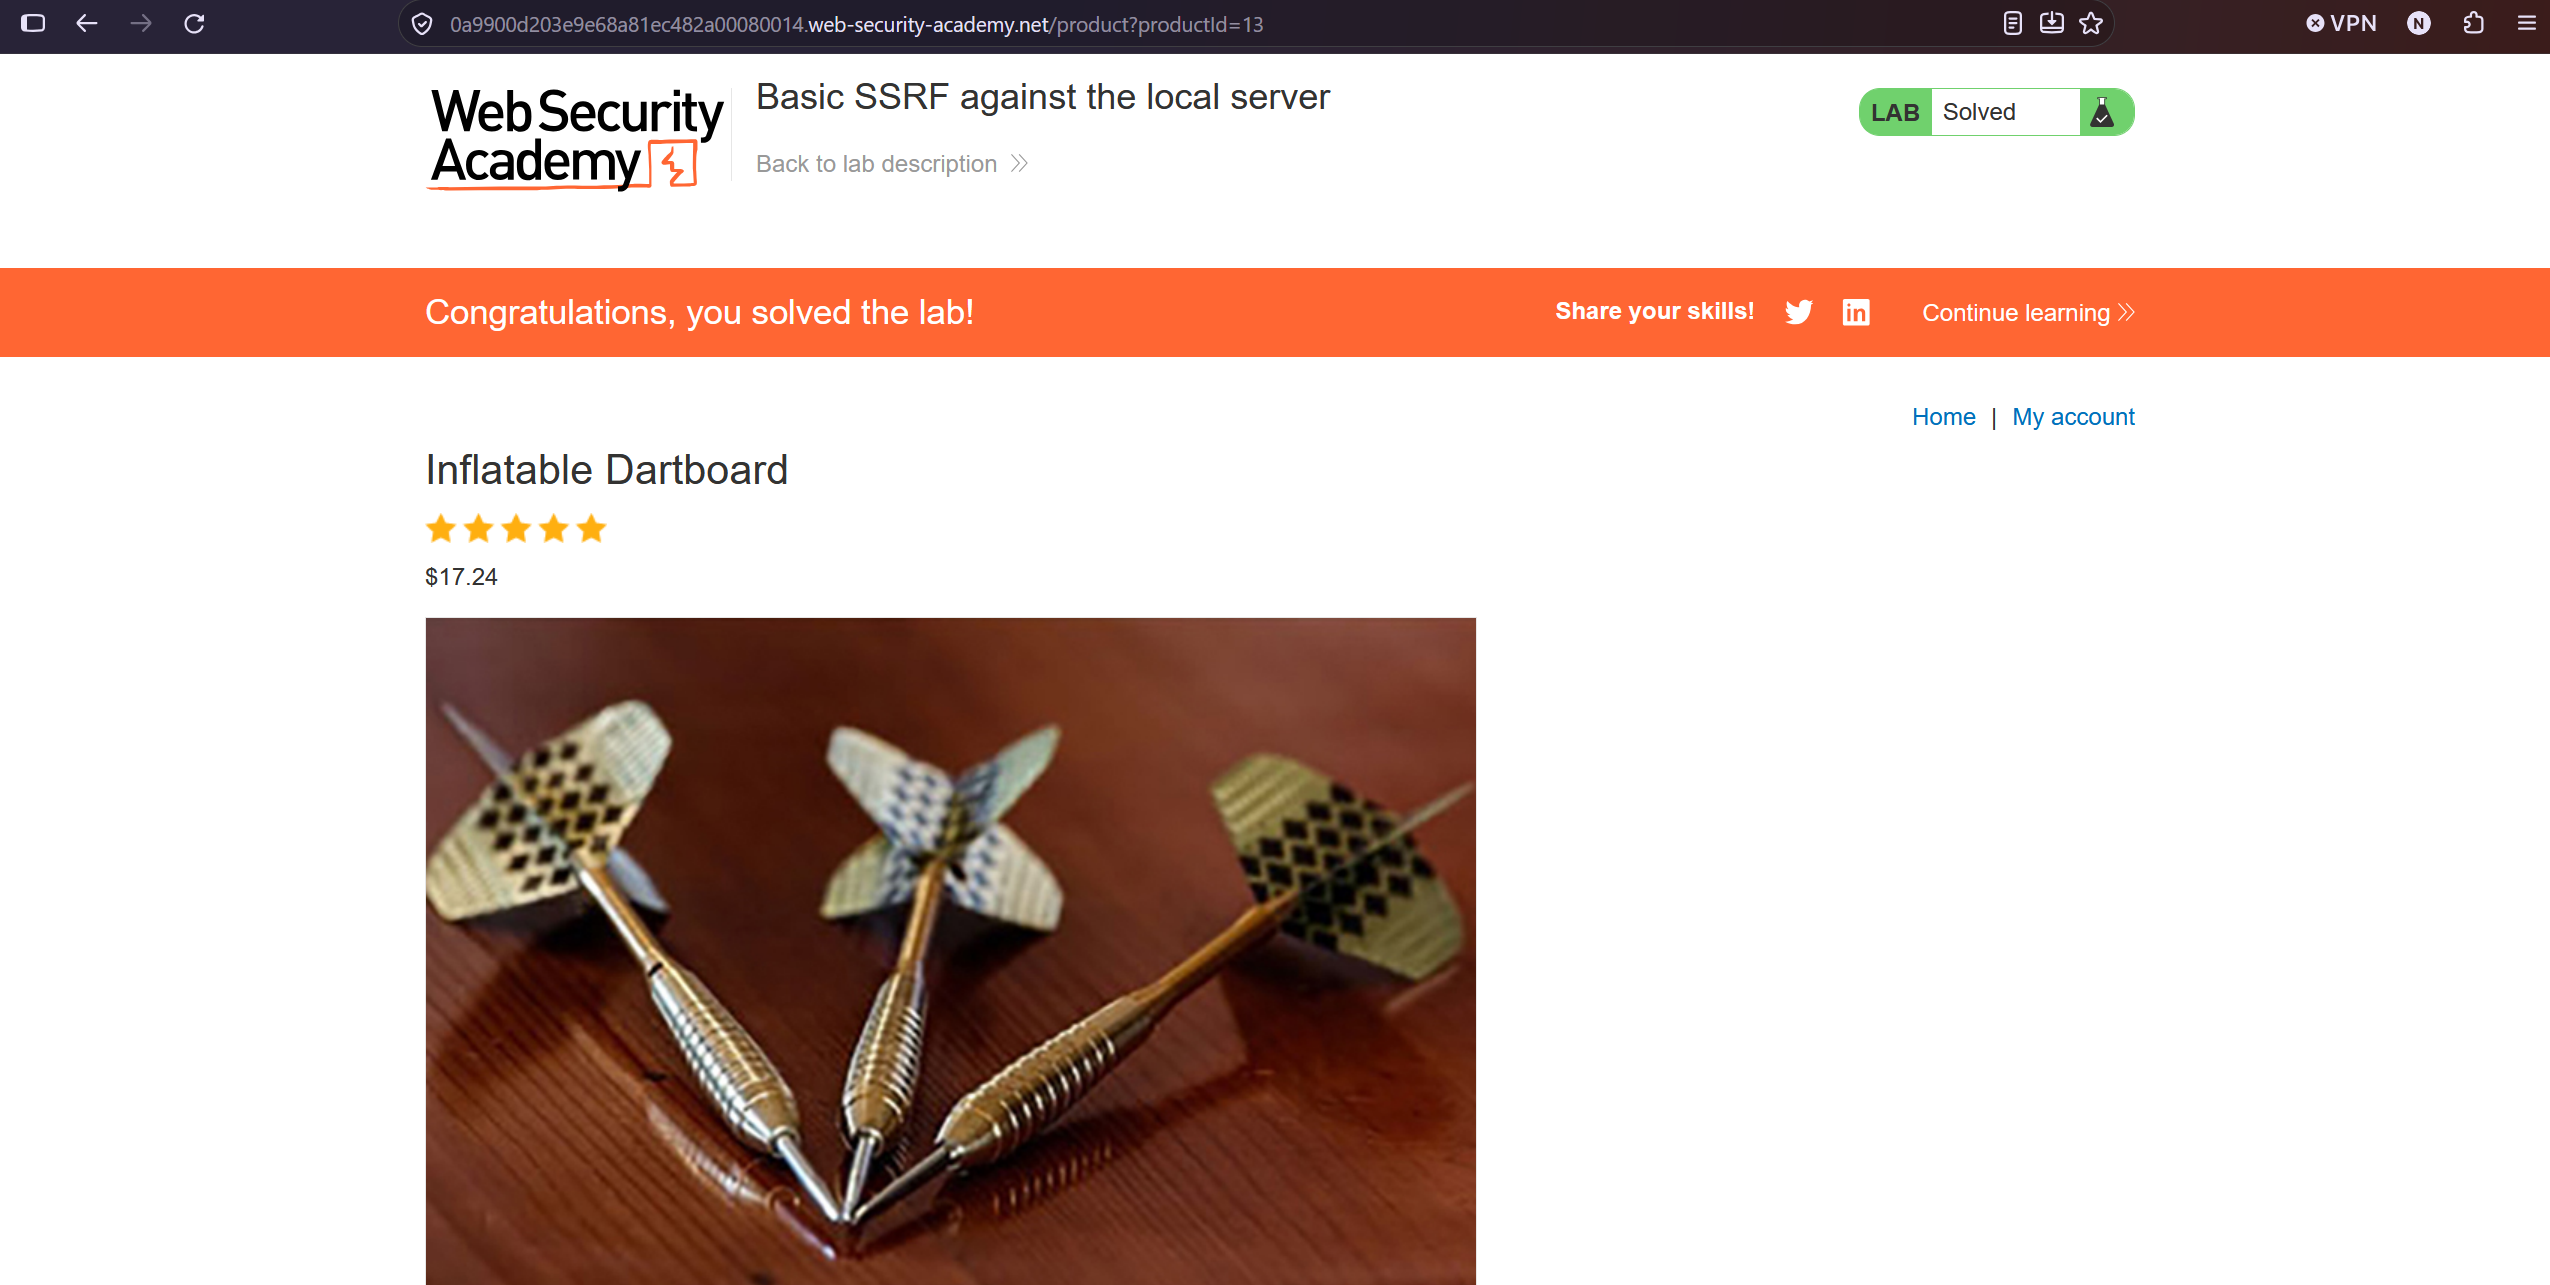 0a9900d203e9e68a81ec482a00080014.web-security-academy.net/product?productId=13
VPN
N
Web Security
Academy
Basic SSRF against the local server
Back to lab description
LAB Solved
Congratulations, you solved the lab!
Share your skills!
in
Continue learning
Home | My account
Inflatable Dartboard
$17.24